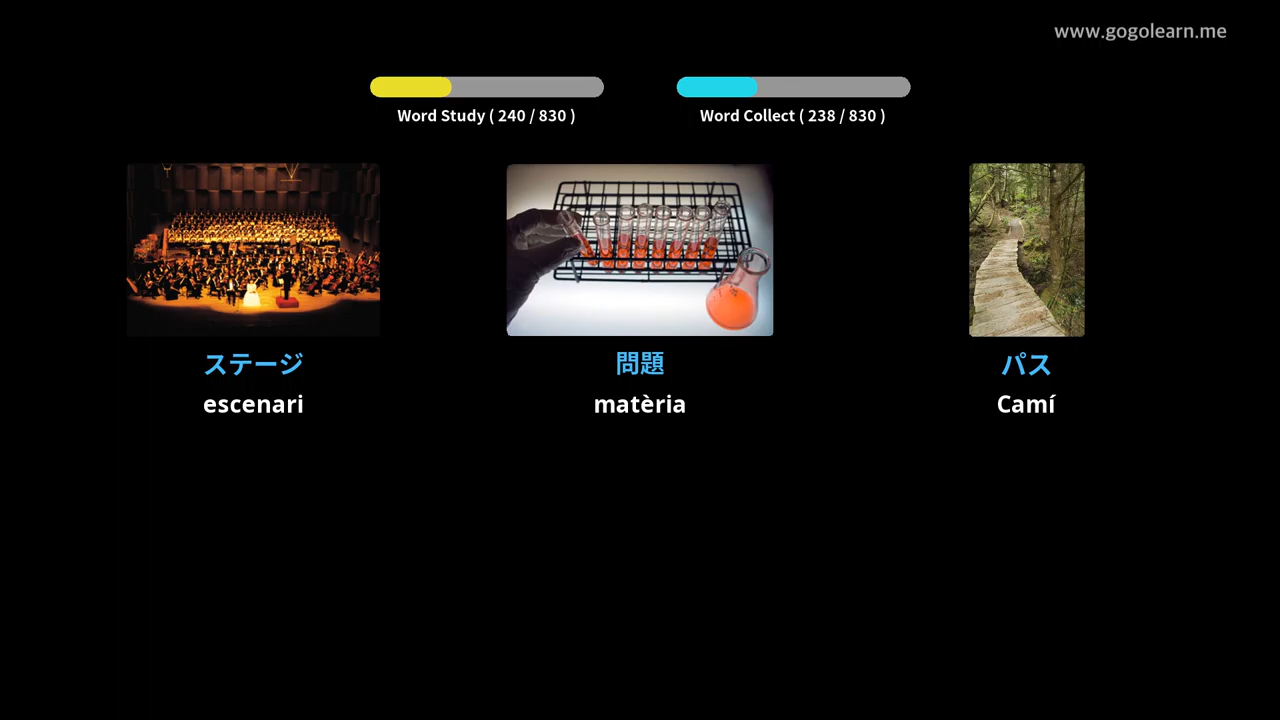 www.gogolearn.me
Word Study ( 240 / 830 )
Word Collect ( 238 / 830 )
ステージ
escenari
問題
matèria
パス
Camí